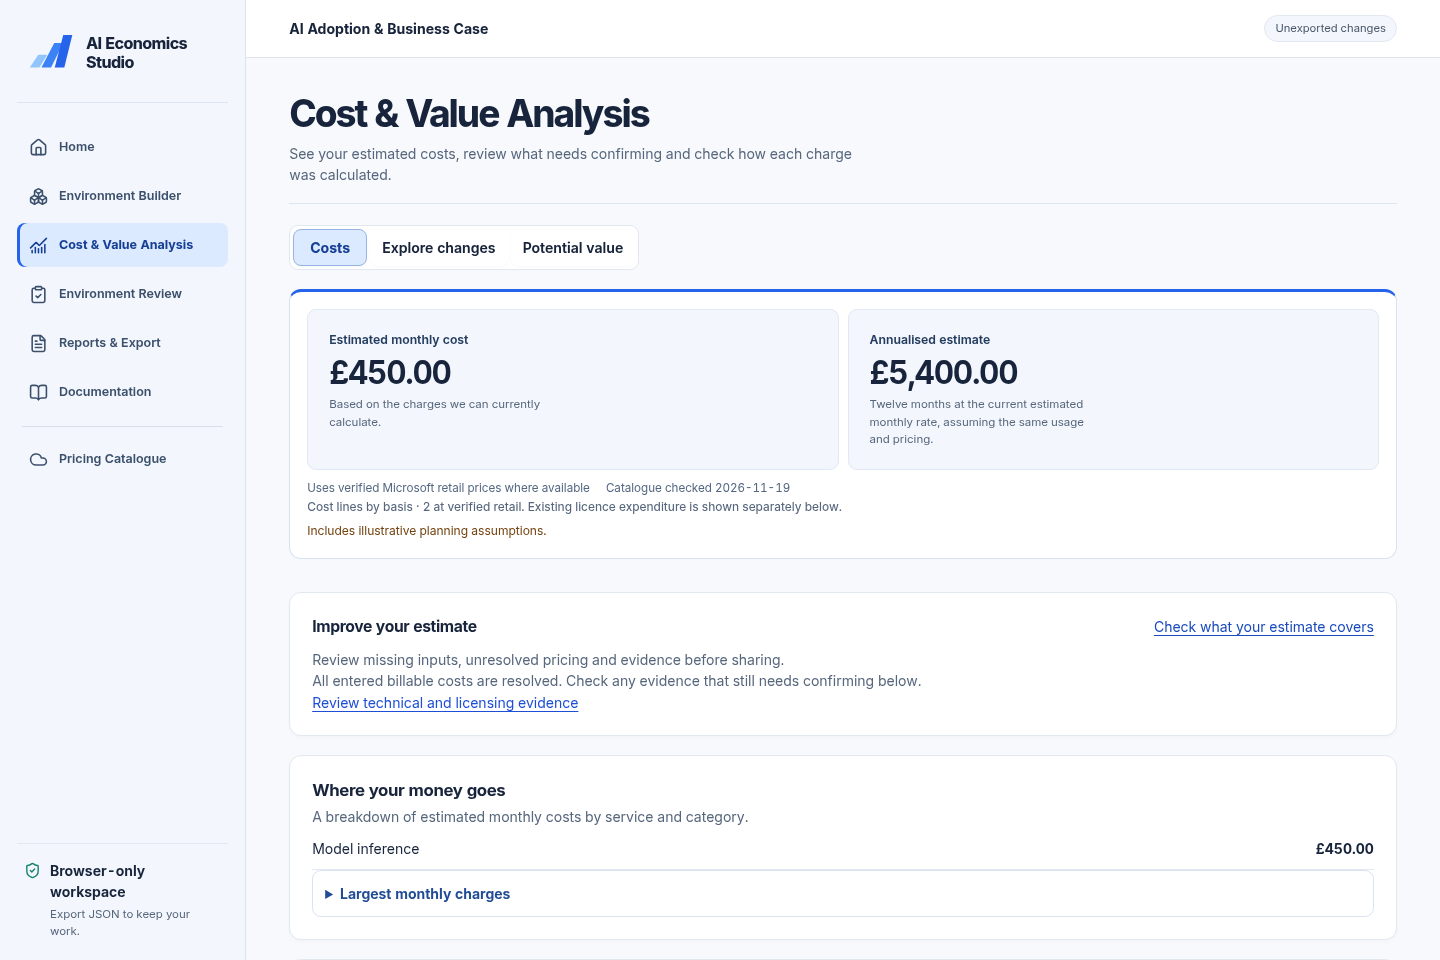 AI Economics
Studio
Home
Environment Builder
Cost & Value Analysis
Environment Review
Reports & Export
Documentation
Pricing Catalogue
Browser-only
workspace
Export JSON to keep your
work.
AI Adoption & Business Case
Unexported changes
Cost & Value Analysis
See your estimated costs, review what needs confirming and check how each charge
was calculated.
Costs
Explore changes
Potential value
Estimated monthly cost
£450.00
Based on the charges we can currently
calculate.
Annualised estimate
£5,400.00
Twelve months at the current estimated
monthly rate, assuming the same usage
and pricing.
Uses verified Microsoft retail prices where available Catalogue checked 2026-11-19
Cost lines by basis · 2 at verified retail. Existing licence expenditure is shown separately below.
Includes illustrative planning assumptions.
Improve your estimate
Check what your estimate covers
Review missing inputs, unresolved pricing and evidence before sharing.
All entered billable costs are resolved. Check any evidence that still needs confirming below.
Review technical and licensing evidence
Where your money goes
A breakdown of estimated monthly costs by service and category.
Model inference £450.00
Largest monthly charges